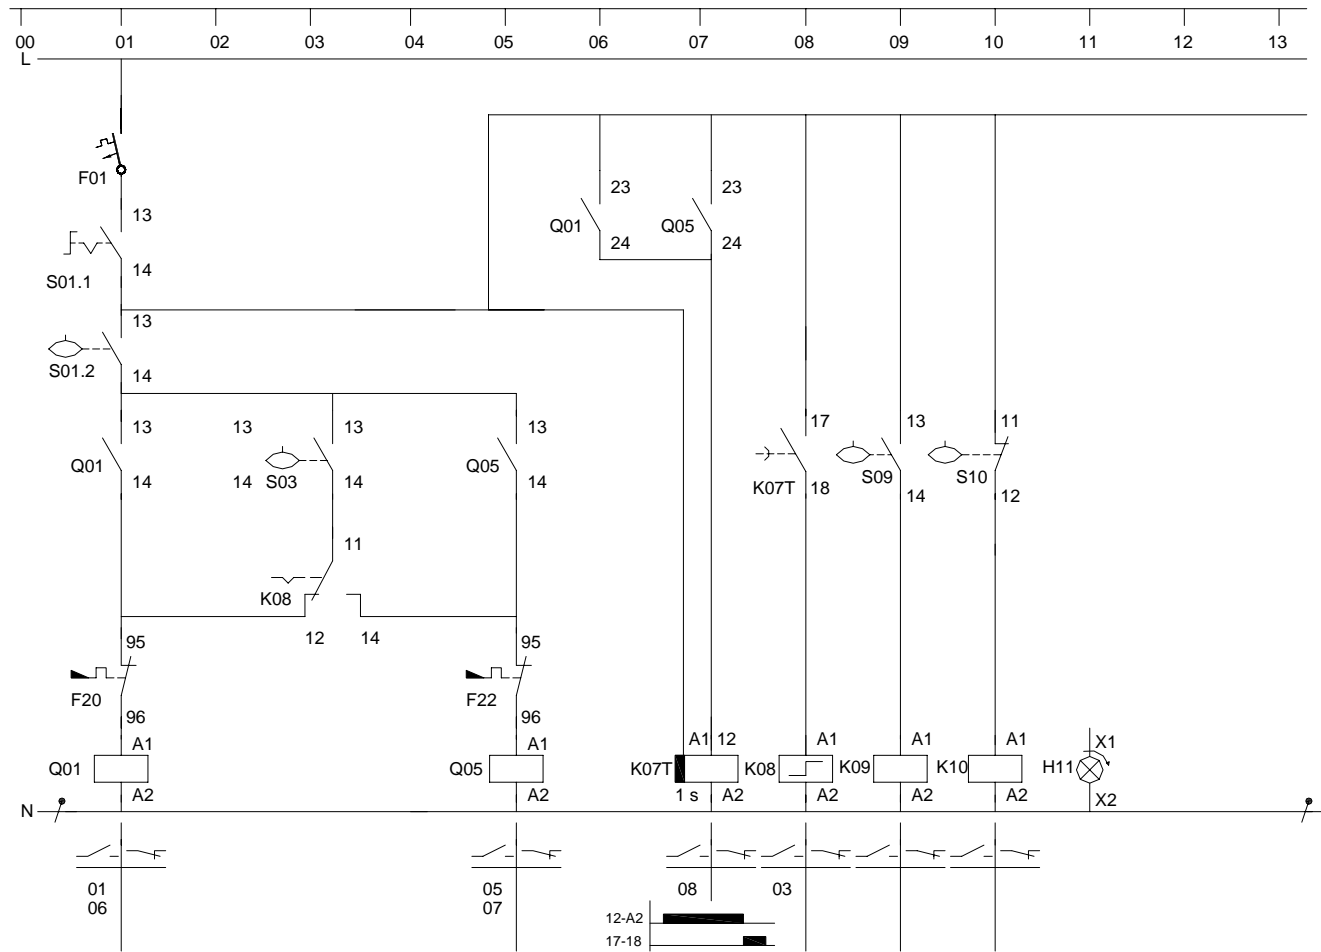 00 01 02 03 04 05 06 07 08 09 10 11 12 13
L
F01
23 23
13
Q01 Q05
24 24
14
S01.1
13
S01.2
14
13 13 13 13 17 13 11
Q01 Q05
14 14 S03 14 14 K07T 18 S09 14 S10 12
11
K08
12 14
95 95
F20 F22
96 96
A1 A1 A1 12 A1 A1 A1 X1
Q01 Q05 K07T K08 K09 K10 H11
A2 A2 1 s A2 A2 A2 A2 X2
N
01 05 08 03
06 07
12-A2
17-18